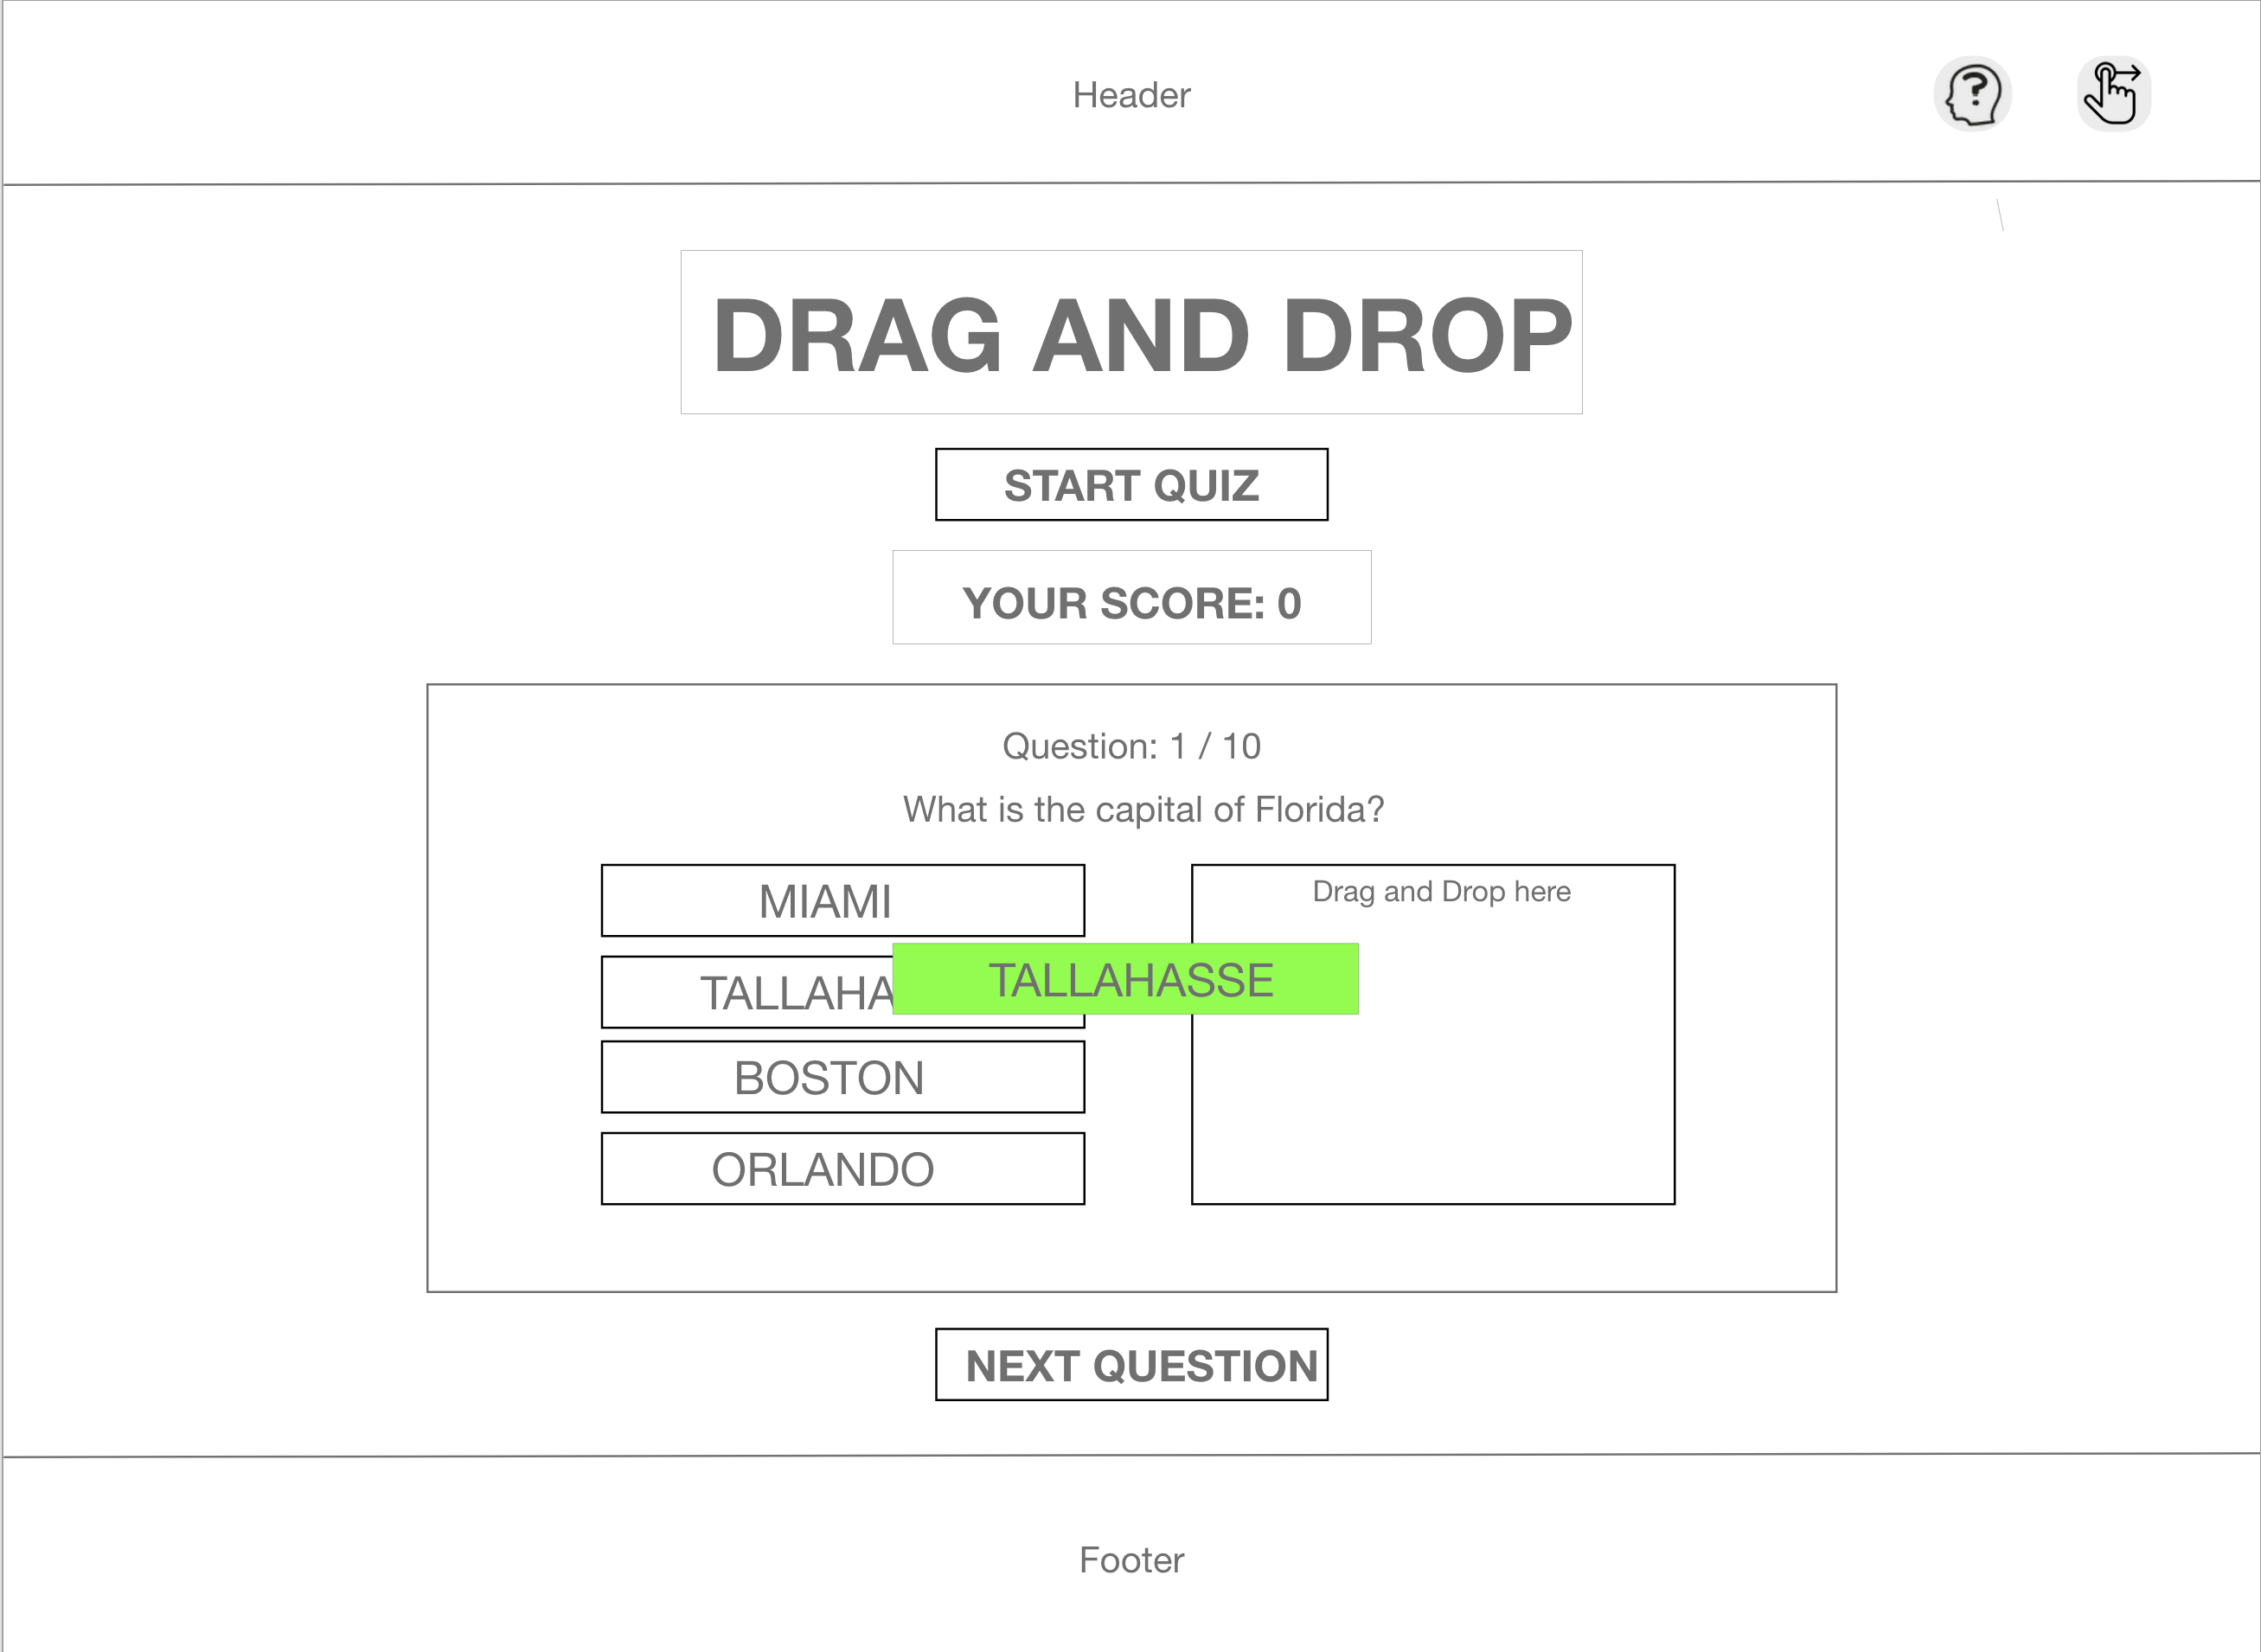 Header
?
DRAG AND DROP
START QUIZ
YOUR SCORE: 0
Question: 1 / 10
What is the capital of Florida?
MIAMI
Drag and Drop here
TALLAHA
TALLAHASSE
BOSTON
ORLANDO
NEXT QUESTION
Footer